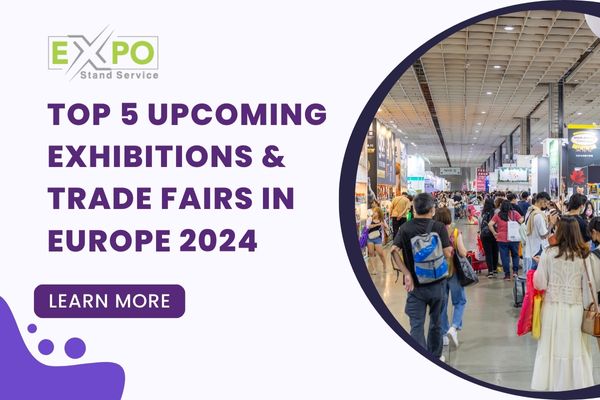 EXPO
Stand Service
TOP 5 UPCOMING
EXHIBITIONS &
TRADE FAIRS IN
EUROPE 2024
LEARN MORE